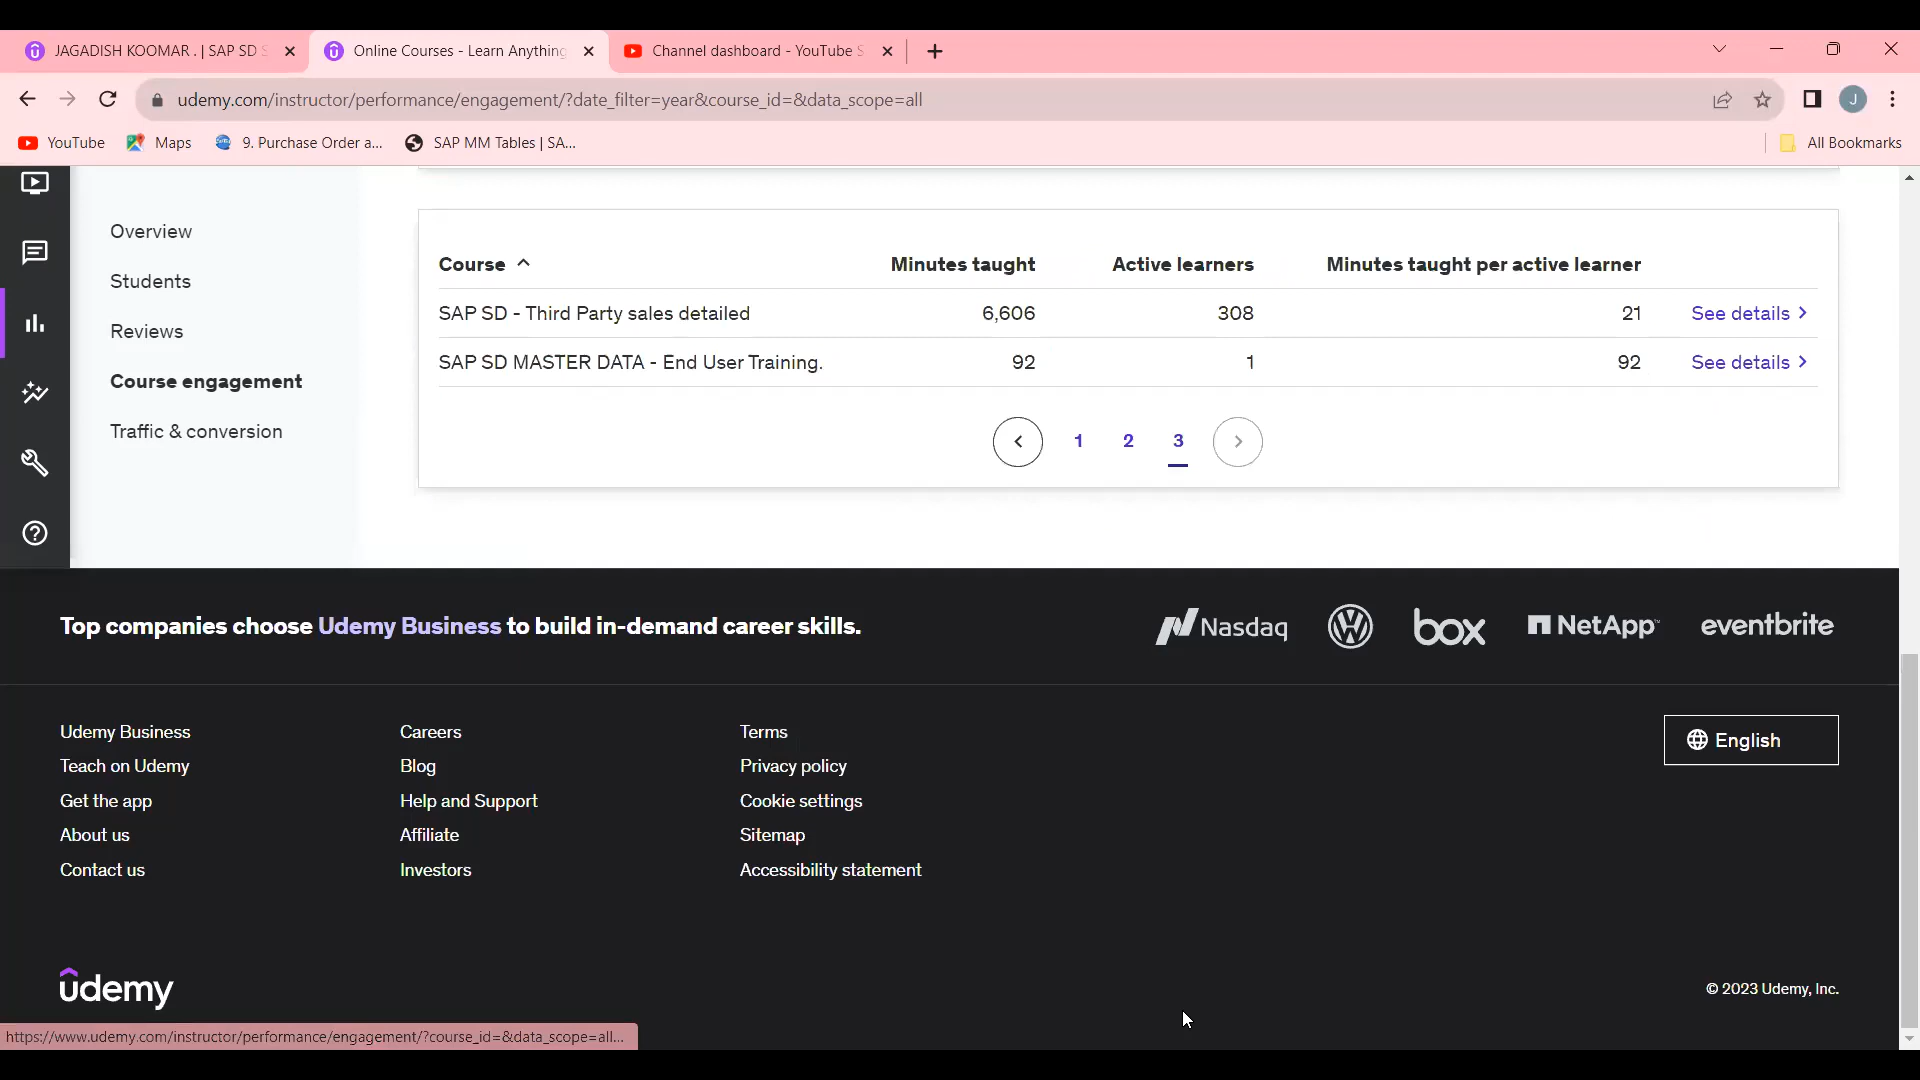 JAGADISH KOOMAR . | SAP SD S
Online Courses - Learn Anything
Channel dashboard - YouTube S
udemy.com/instructor/performance/engagement/?date_filter=year&course_id=&data_scope=all
J
YouTube
Maps
9. Purchase Order a...
SAP MM Tables | SA...
All Bookmarks
Overview
Students
Reviews
Course engagement
Traffic & conversion
Course Minutes taught Active learners Minutes taught per active learner
SAP SD - Third Party sales detailed 6,606 308 21 See details
SAP SD MASTER DATA - End User Training. 92 1 92 See details
1 2 3
Top companies choose Udemy Business to build in-demand career skills.
Nasdaq
box
NetApp
eventbrite
Udemy Business
Teach on Udemy
Get the app
About us
Contact us
Careers
Blog
Help and Support
Affiliate
Investors
Terms
Privacy policy
Cookie settings
Sitemap
Accessibility statement
English
udemy
© 2023 Udemy, Inc.
https://www.udemy.com/instructor/performance/engagement/?course_id=&data_scope=all...